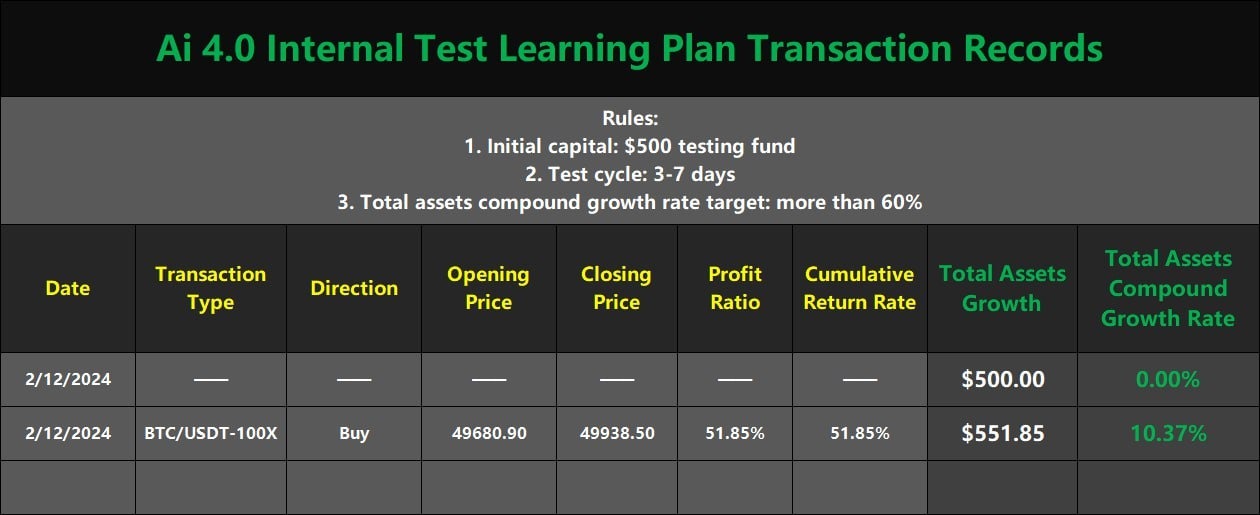 Ai 4.0 Internal Test Learning Plan Transaction Records
Rules:
1. Initial capital: $500 testing fund
2. Test cycle: 3-7 days
3. Total assets compound growth rate target: more than 60%
Date
Transaction
Type
Direction
Opening
Price
Closing
Price
Profit
Ratio
Cumulative
Return Rate
Total Assets
Growth
Total Assets
Compound
Growth Rate
2/12/2024 —— —— —— —— —— —— $500.00 0.00%
2/12/2024 BTC/USDT-100X Buy 49680.90 49938.50 51.85% 51.85% $551.85 10.37%